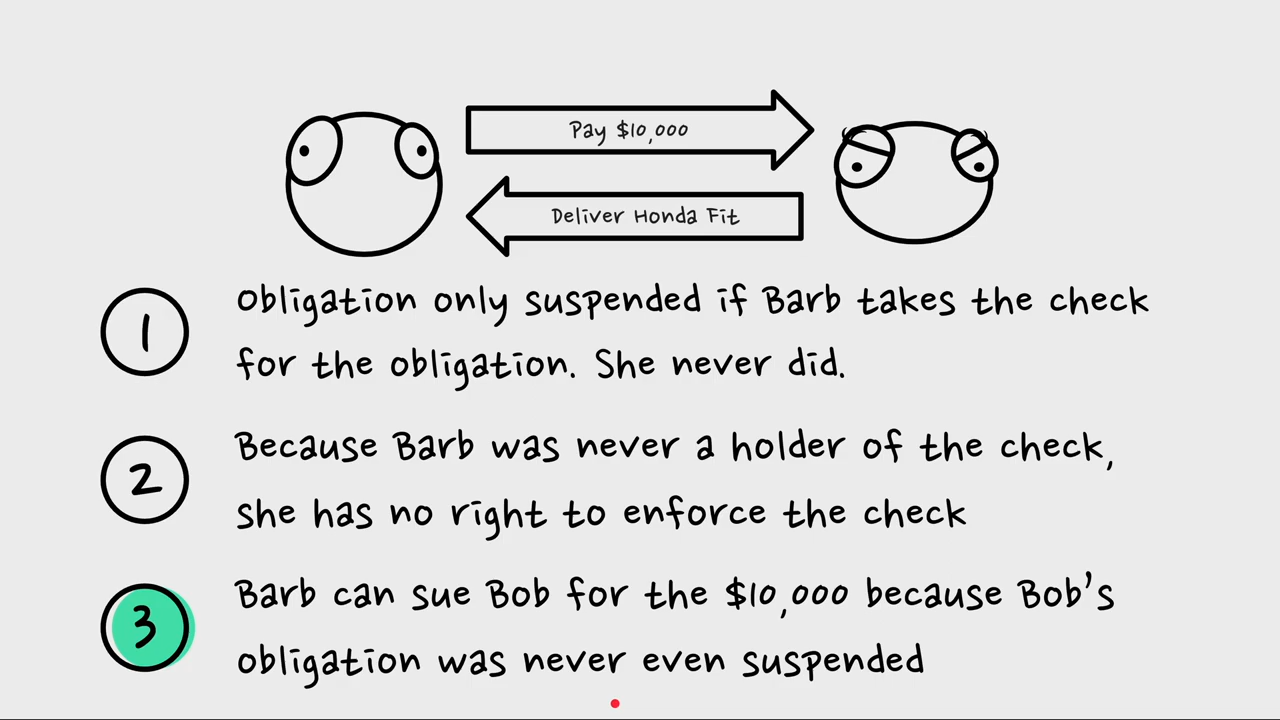 Pay $10,000
Deliver Honda Fit
1
Obligation only suspended if Barb takes the check
for the obligation. She never did.
2
Because Barb was never a holder of the check,
she has no right to enforce the check
3
Barb can sue Bob for the $10,000 because Bob's
obligation was never even suspended